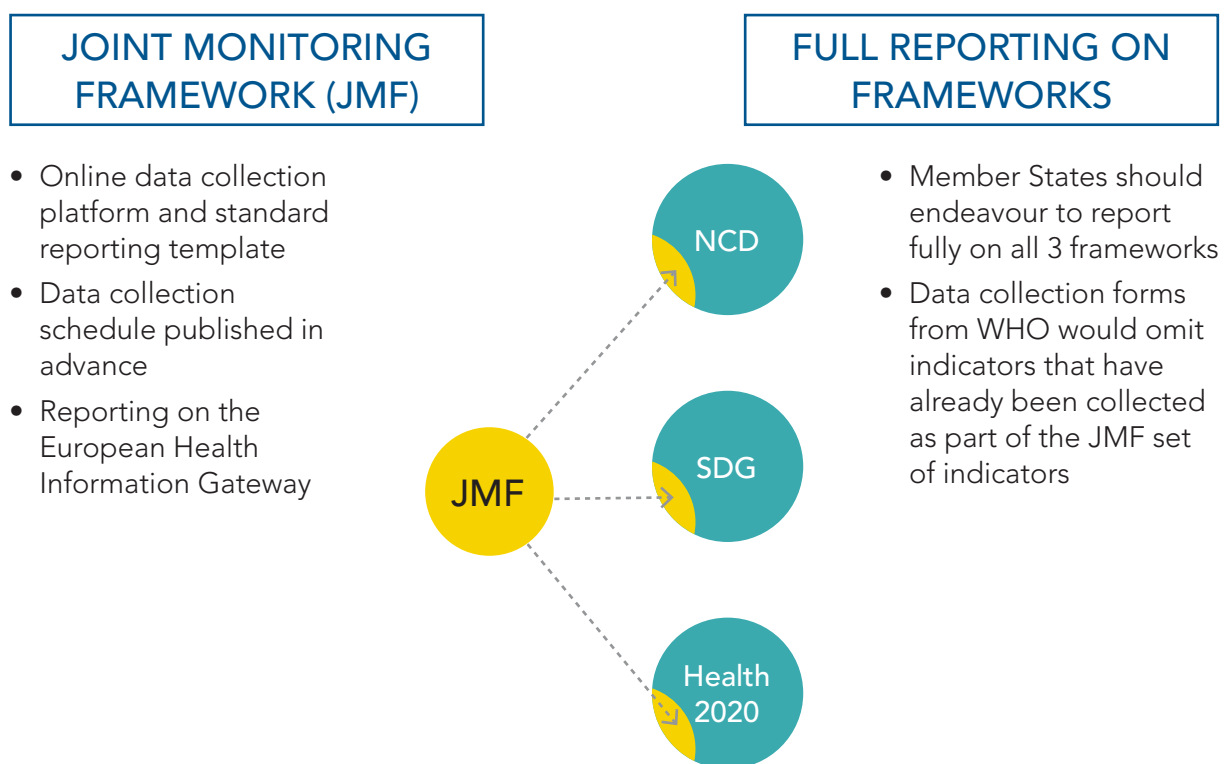 JOINT MONITORING
FRAMEWORK (JMF)
• Online data collection
platform and standard
reporting template
• Data collection
schedule published in
advance
• Reporting on the
European Health
Information Gateway
JMF
NCD
SDG
Health
2020
FULL REPORTING ON
FRAMEWORKS
• Member States should
endeavour to report
fully on all 3 frameworks
• Data collection forms
from WHO would omit
indicators that have
already been collected
as part of the JMF set
of indicators